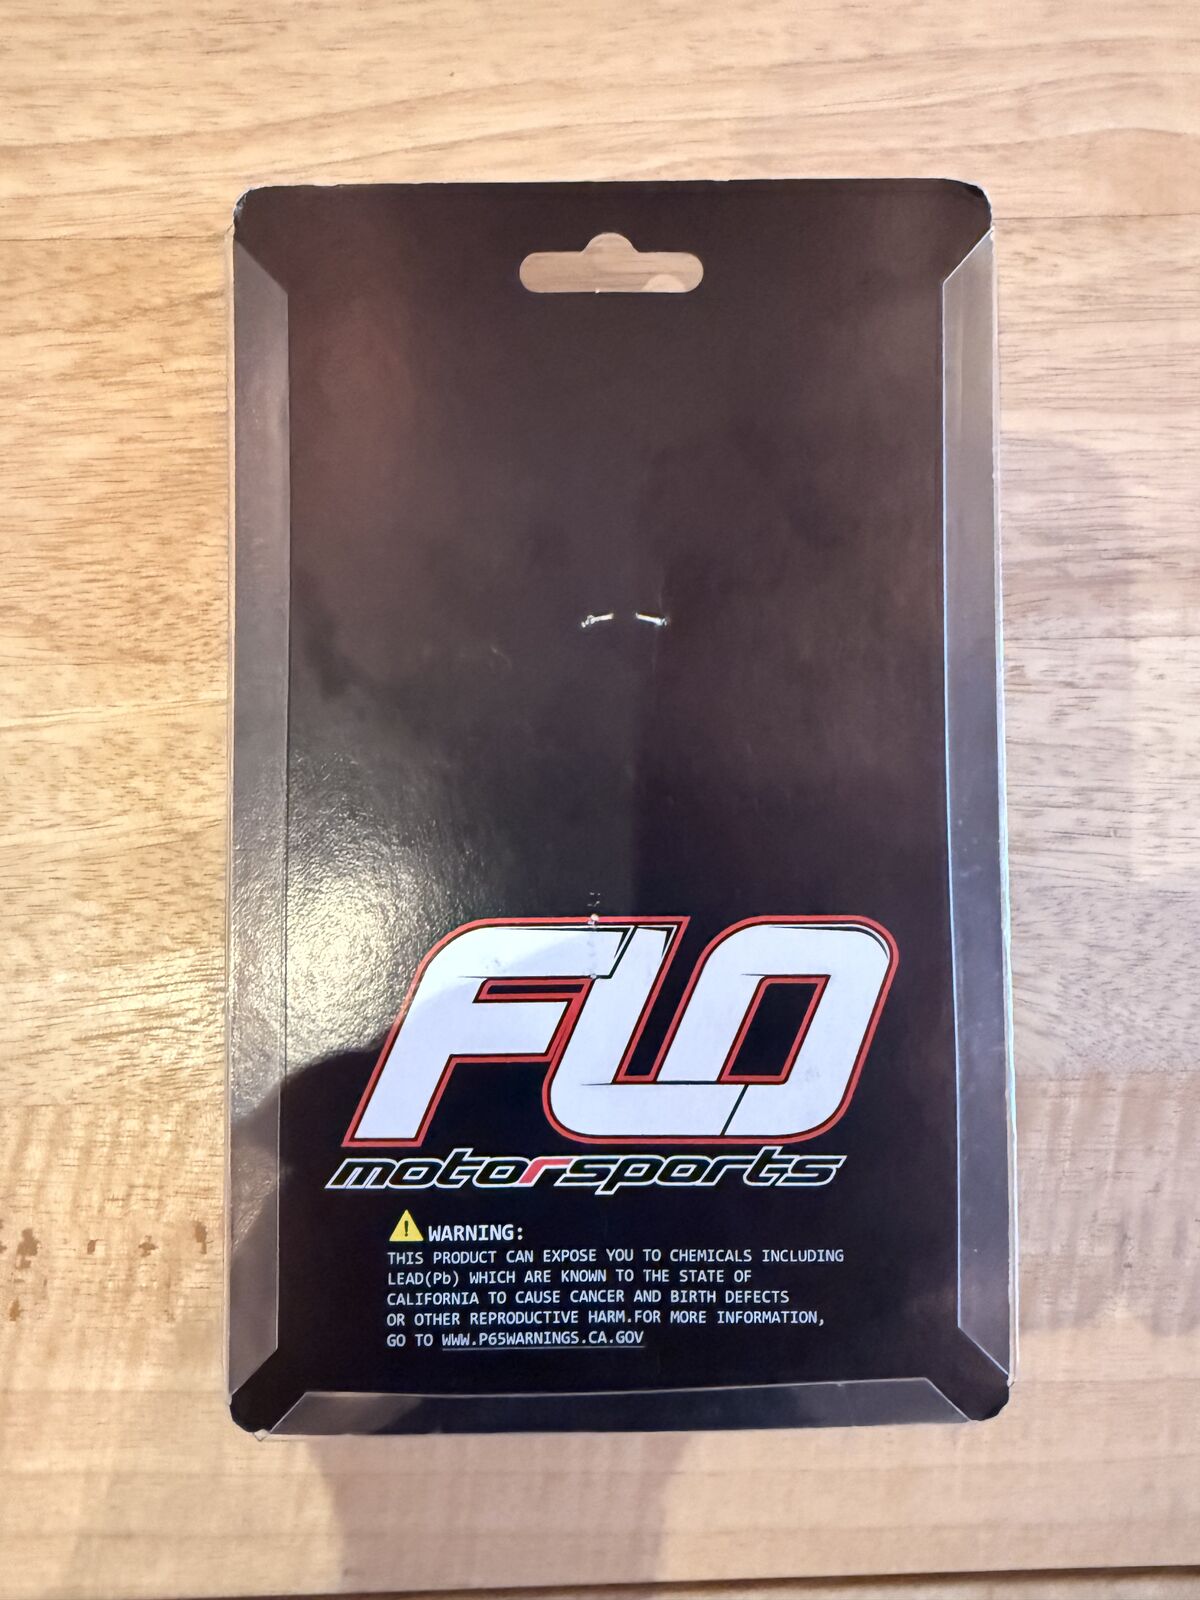 FLO
motorsports
WARNING:
THIS PRODUCT CAN EXPOSE YOU TO CHEMICALS INCLUDING
LEAD(Pb) WHICH ARE KNOWN TO THE STATE OF
CALIFORNIA TO CAUSE CANCER AND BIRTH DEFECTS
OR OTHER REPRODUCTIVE HARM.FOR MORE INFORMATION,
GO TO WWW.P65WARNINGS.CA.GOV